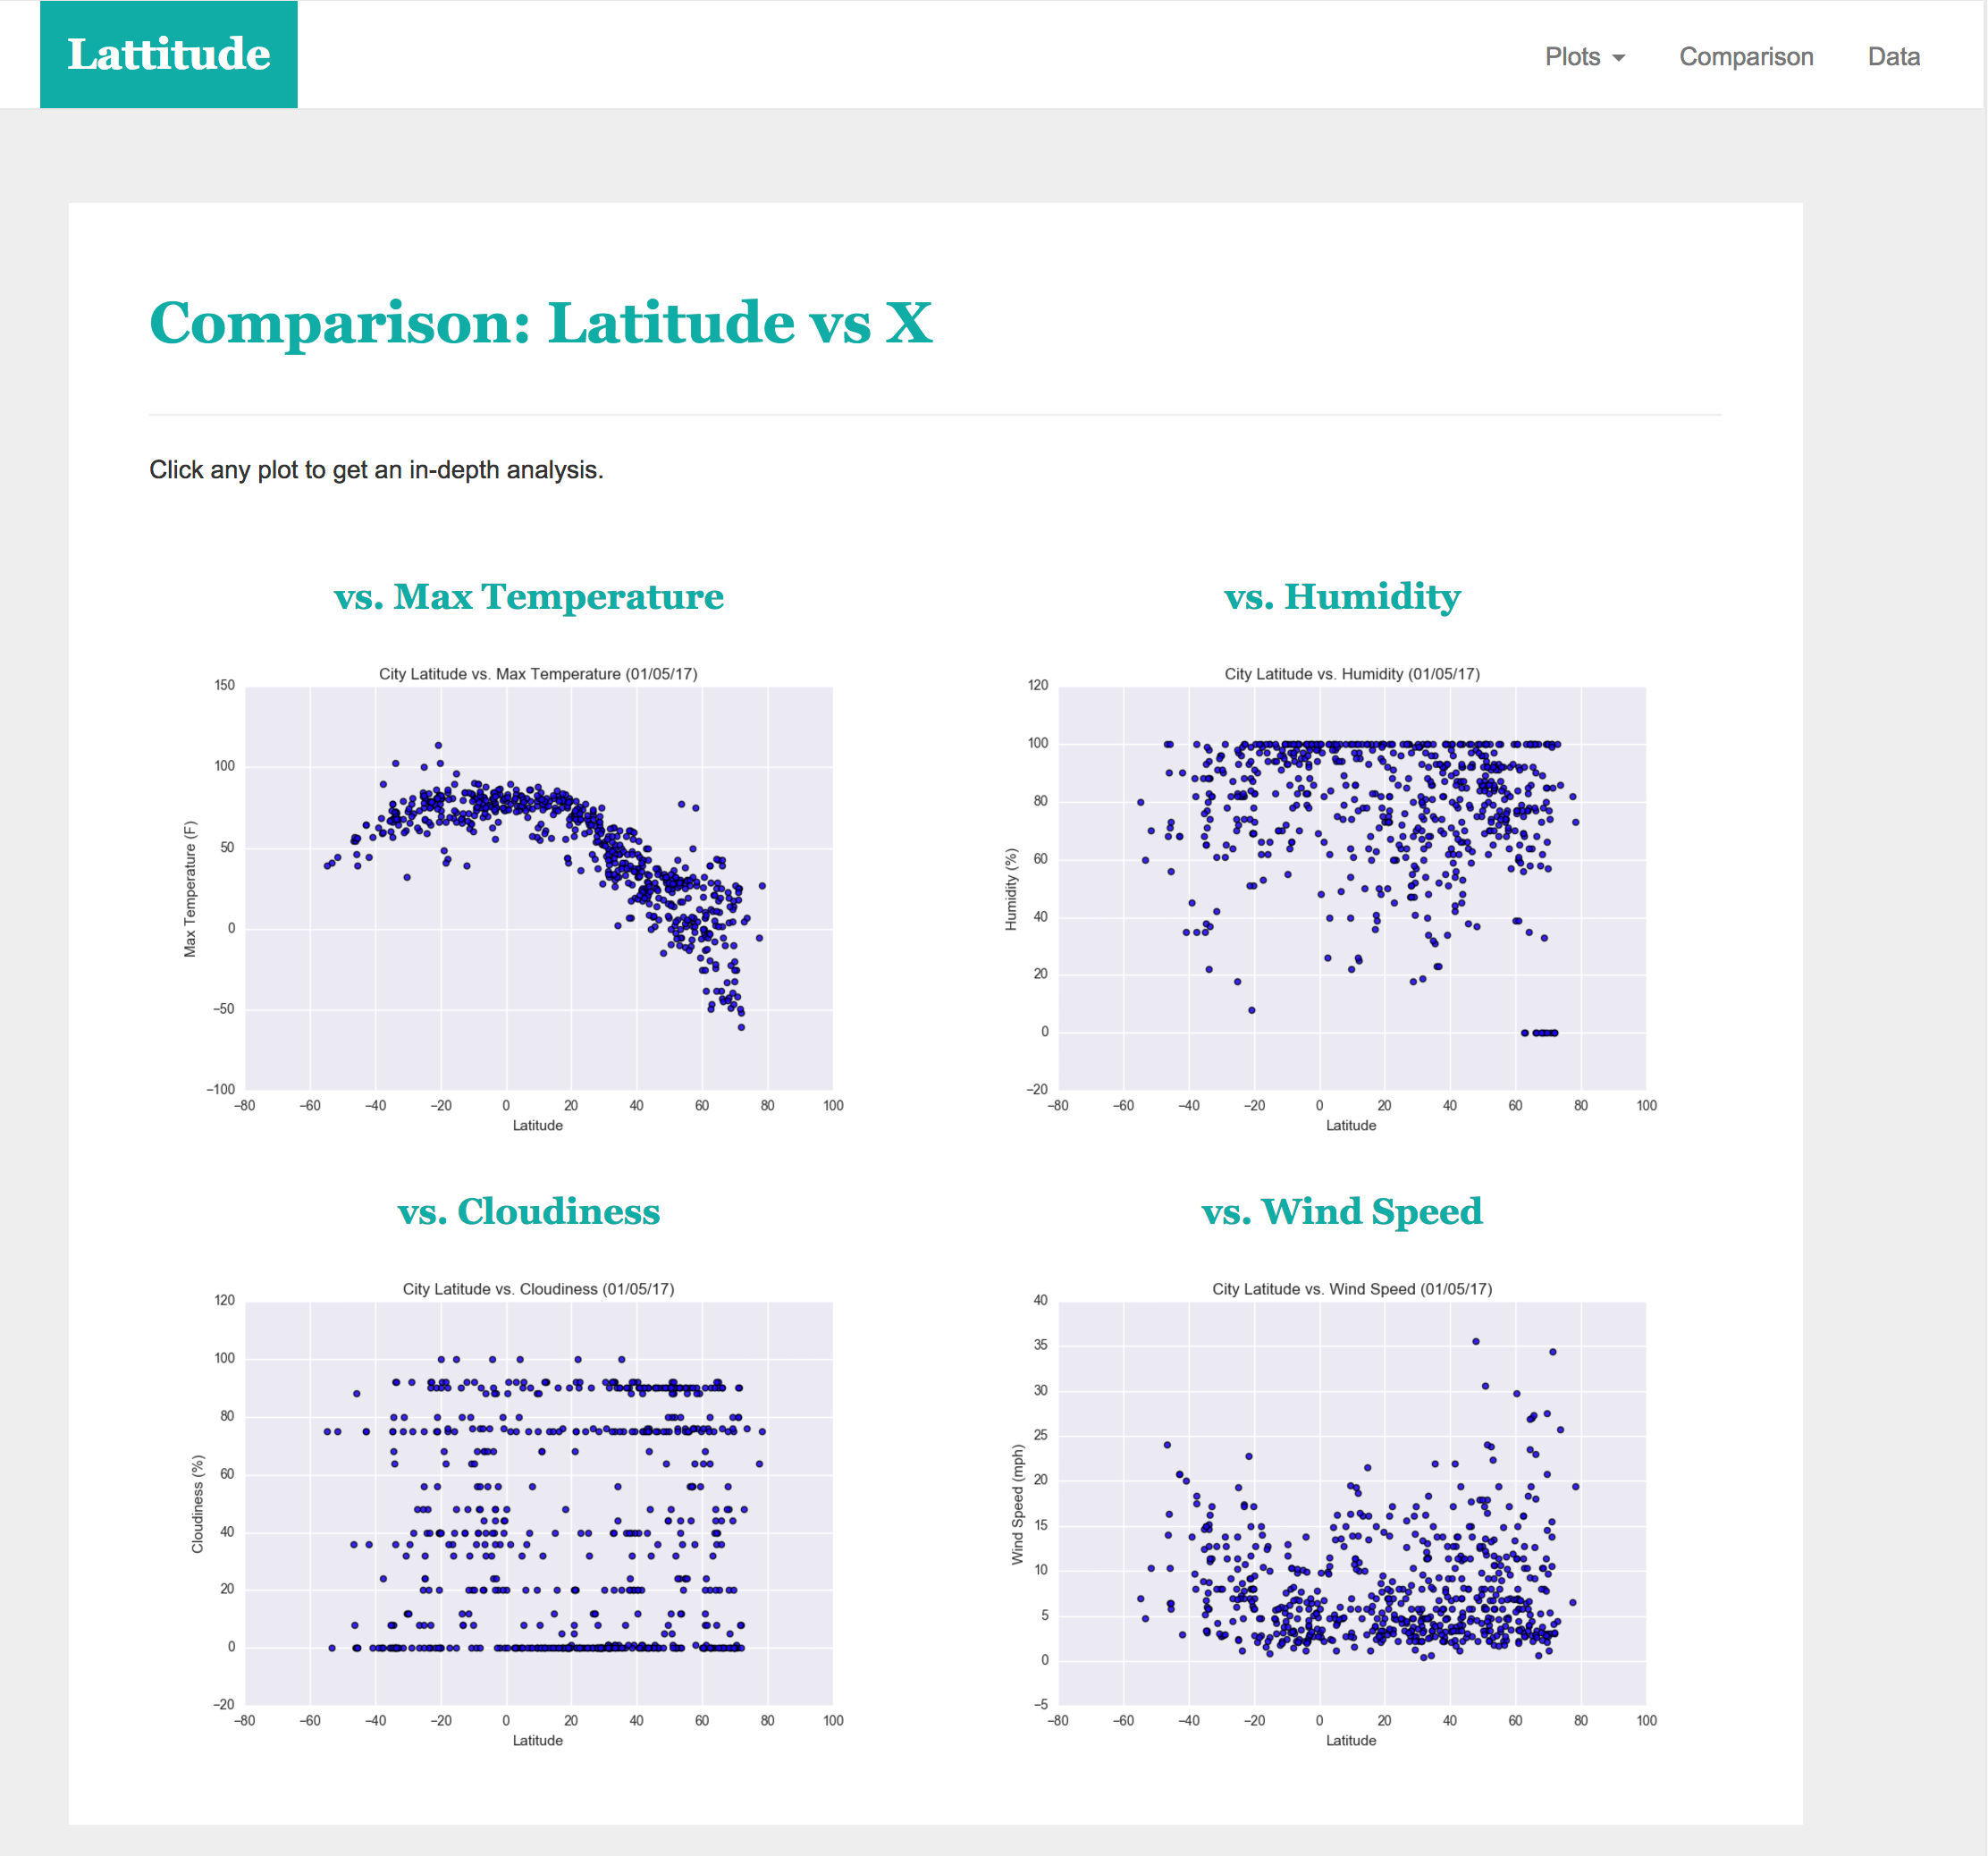 Lattitude
Plots
Comparison
Data
Comparison: Latitude vs X
Click any plot to get an in-depth analysis.
vs. Max Temperature
City Latitude vs. Max Temperature (01/05/17)
150
100
50
0
−50
−100
Max Temperature (F)
−80 −60 −40 −20 0 20 40 60 80 100
Latitude
vs. Humidity
City Latitude vs. Humidity (01/05/17)
120
100
80
60
40
20
0
−20
Humidity (%)
−80 −60 −40 −20 0 20 40 60 80 100
Latitude
vs. Cloudiness
City Latitude vs. Cloudiness (01/05/17)
120
100
80
60
40
20
0
−20
Cloudiness (%)
−80 −60 −40 −20 0 20 40 60 80 100
Latitude
vs. Wind Speed
City Latitude vs. Wind Speed (01/05/17)
40
35
30
25
20
15
10
5
0
−5
Wind Speed (mph)
−80 −60 −40 −20 0 20 40 60 80 100
Latitude